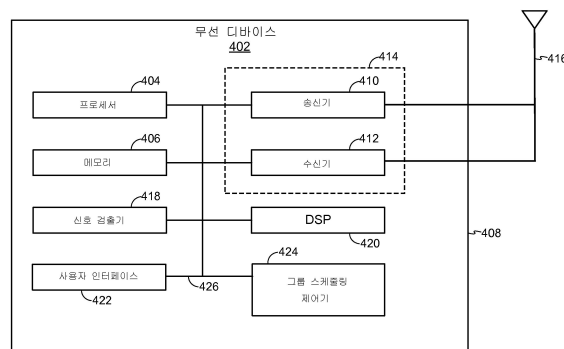 무선 디바이스
402
414
404
프로세서
410
송신기
416
406
메모리
412
수신기
418
신호 검출기
DSP
420
408
424
사용자 인터페이스
422
426
그룹 스케줄링
제어기